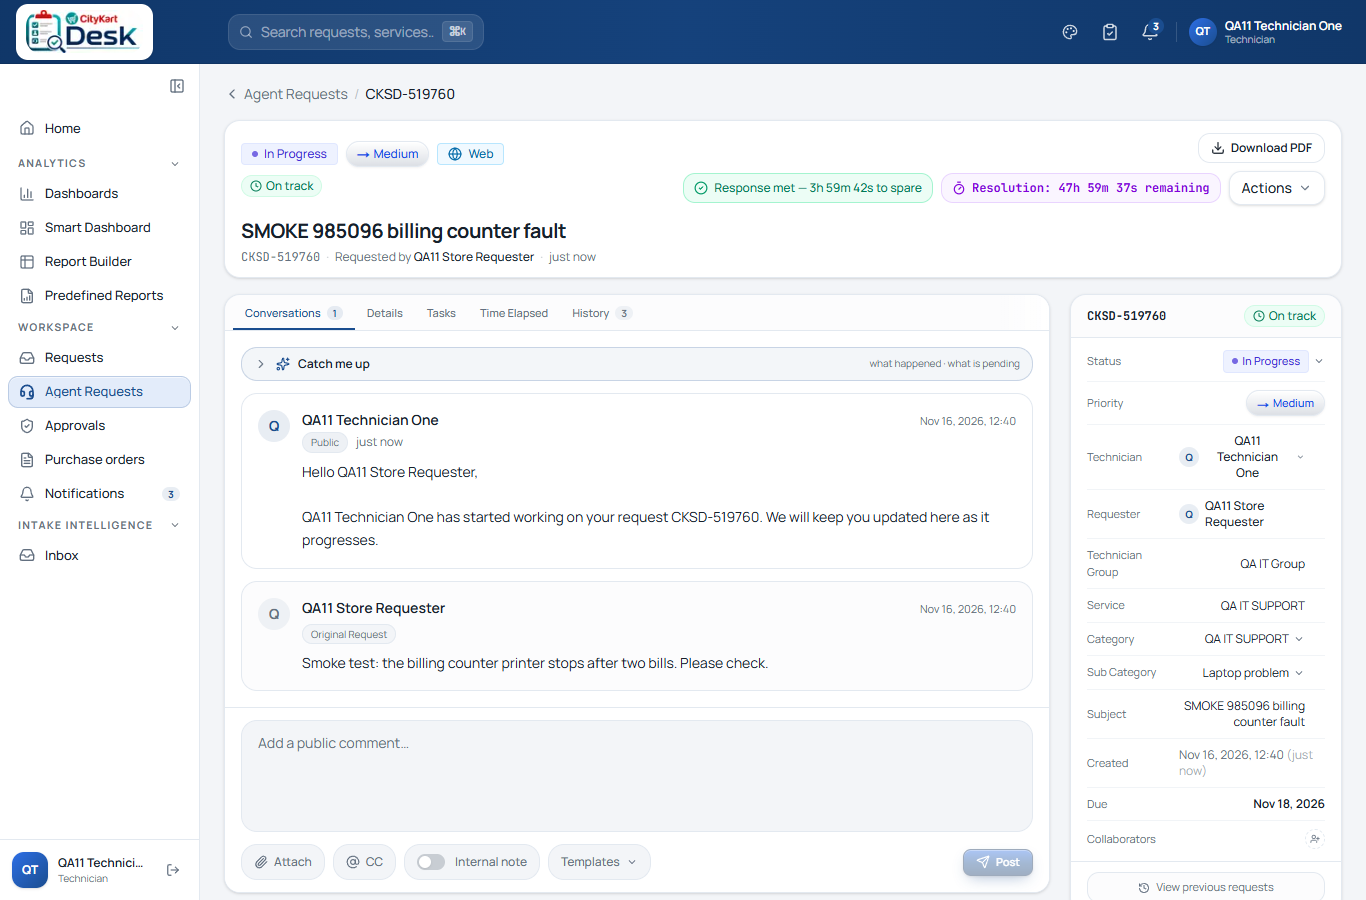 CityKart
Desk
Search requests, services..
⌘K
3
QT
QA11 Technician One
Technician
Home
ANALYTICS
Dashboards
Smart Dashboard
Report Builder
Predefined Reports
WORKSPACE
Requests
Agent Requests
Approvals
Purchase orders
Notifications
3
INTAKE INTELLIGENCE
Inbox
QT
QA11 Technici...
Technician
Agent Requests / CKSD-519760
In Progress
→ Medium
Web
Download PDF
On track
Response met — 3h 59m 42s to spare
Resolution: 47h 59m 37s remaining
Actions
SMOKE 985096 billing counter fault
CKSD-519760 · Requested by QA11 Store Requester · just now
Conversations 1
Details
Tasks
Time Elapsed
History 3
Catch me up
what happened · what is pending
Q
QA11 Technician One
Nov 16, 2026, 12:40
Public
just now
Hello QA11 Store Requester,
QA11 Technician One has started working on your request CKSD-519760. We will keep you updated here as it
progresses.
Q
QA11 Store Requester
Nov 16, 2026, 12:40
Original Request
Smoke test: the billing counter printer stops after two bills. Please check.
Add a public comment...
Attach
@ CC
Internal note
Templates
Post
CKSD-519760
On track
Status
In Progress
Priority
→ Medium
Technician
Q
QA11
Technician
One
Requester
Q
QA11 Store
Requester
Technician
Group
QA IT Group
Service
QA IT SUPPORT
Category
QA IT SUPPORT
Sub Category
Laptop problem
Subject
SMOKE 985096 billing
counter fault
Created
Nov 16, 2026, 12:40 (just
now)
Due
Nov 18, 2026
Collaborators
View previous requests